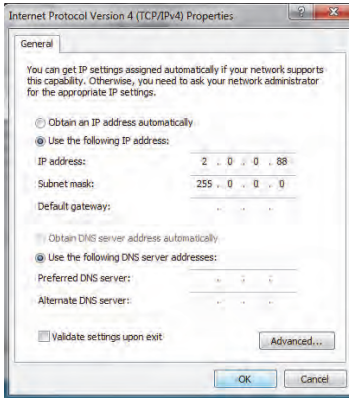 Internet Protocol Version 4 (TCP/IPv4) Properties
General
You can get IP settings assigned automatically if your network supports
this capability. Otherwise, you need to ask your network administrator
for the appropriate IP settings.
Obtain an IP address automatically
Use the following IP address:
IP address: 2 . 0 . 0 . 88
Subnet mask: 255 . 0 . 0 . 0
Default gateway: . . .
Obtain DNS server address automatically
Use the following DNS server addresses:
Preferred DNS server: . . .
Alternate DNS server: . . .
Validate settings upon exit
Advanced...
OK Cancel